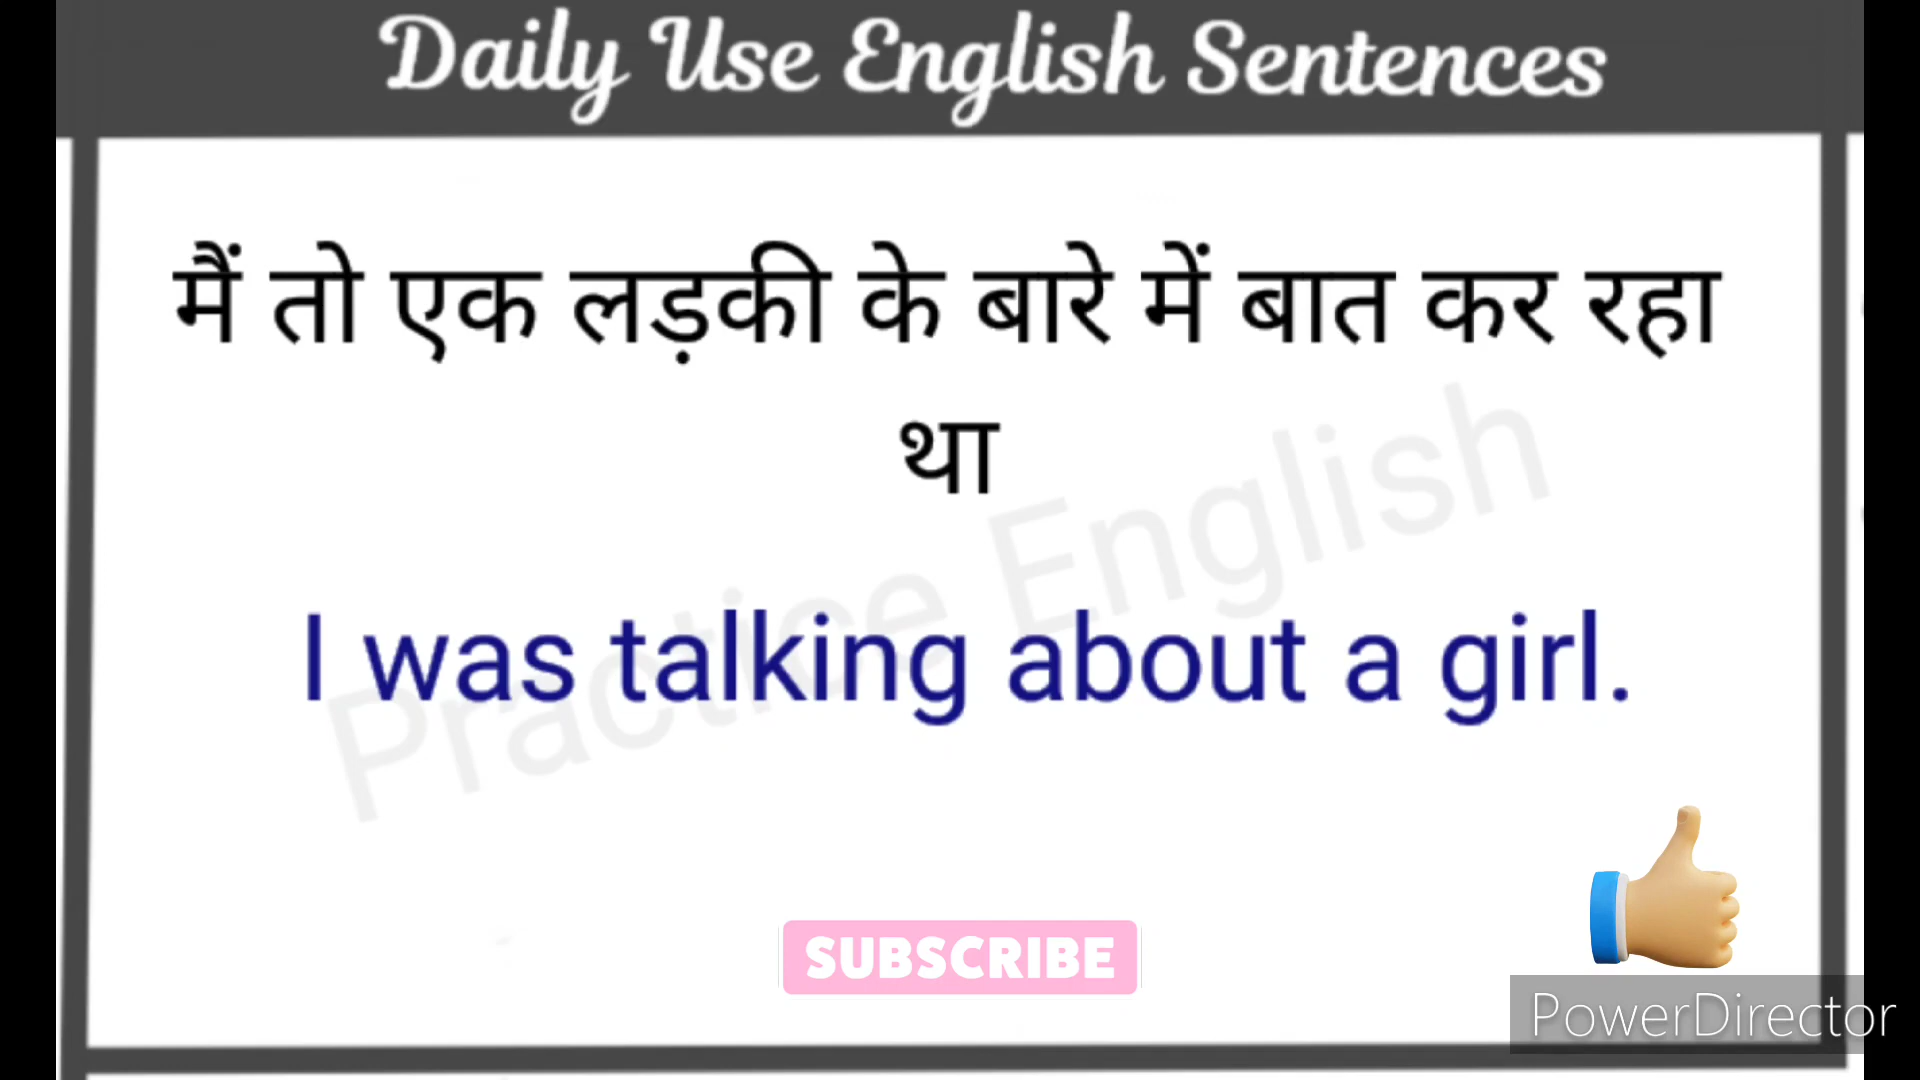 Daily Use English Sentences
मैं तो एक लड़की के बारे में बात कर रहा
था
Practice English
I was talking about a girl.
SUBSCRIBE
PowerDirector